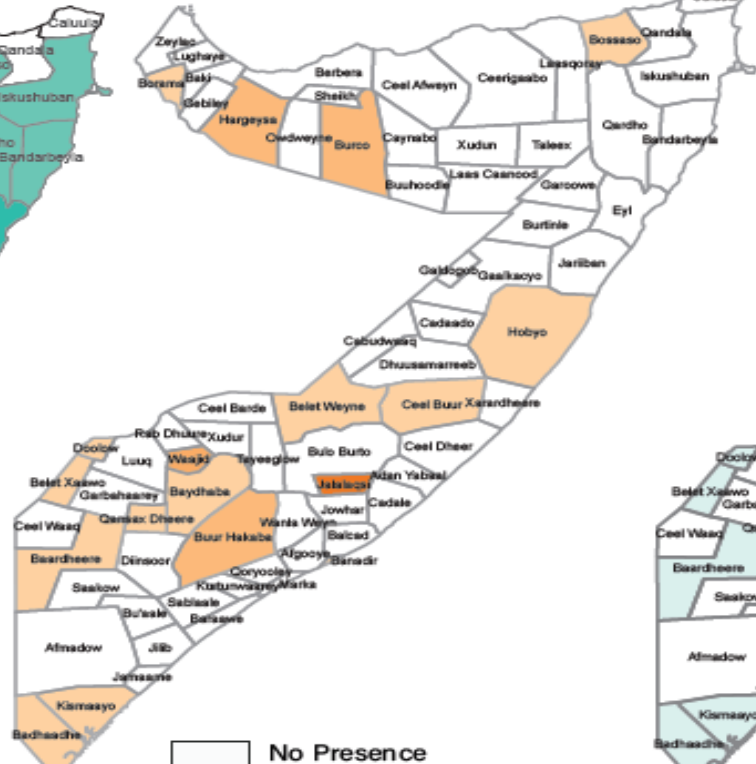 Caluula
Qandala
Iskushuban
Bandarbeyla
Zeylac
Lughaye
Borama
Baki
Gebiley
Hargeysa
Berbera
Sheikh
Owdweyne
Burco
Ceel Afweyn
Ceerigaabo
Laasqoray
Bossaso
Qandala
Iskushuban
Qardho
Bandarbeyla
Caynabo
Xudun
Taleex
Buuhoodle
Laas Caanood
Garoowe
Eyl
Burtinle
Jariiban
Galdogob
Gaalkacyo
Cadaado
Hobyo
Cabudwaaq
Dhuusamarreeb
Ceel Barde
Belet Weyne
Ceel Buur
Xarardheere
Rab Dhuure
Xudur
Doolow
Luuq
Waajid
Tayeeglow
Bulo Burto
Ceel Dheer
Belet Xaawo
Garbahaarey
Baydhaba
Jalalaqsi
Adan Yabaal
Ceel Waaq
Qansax Dheere
Jowhar
Cadale
Wanla Weyn
Buur Hakaba
Balcad
Baardheere
Diinsoor
Afgooye
Banadir
Qoryooley
Saakow
Kurtunwaarey
Marka
Sablaale
Bu'aale
Baraawe
Afmadow
Jilib
Jamaame
Kismaayo
Badhaadhe
No Presence
Doolow
Belet Xaawo
Ceel Waaq
Baardheere
Afmadow
Kismaayo
Badhaadhe